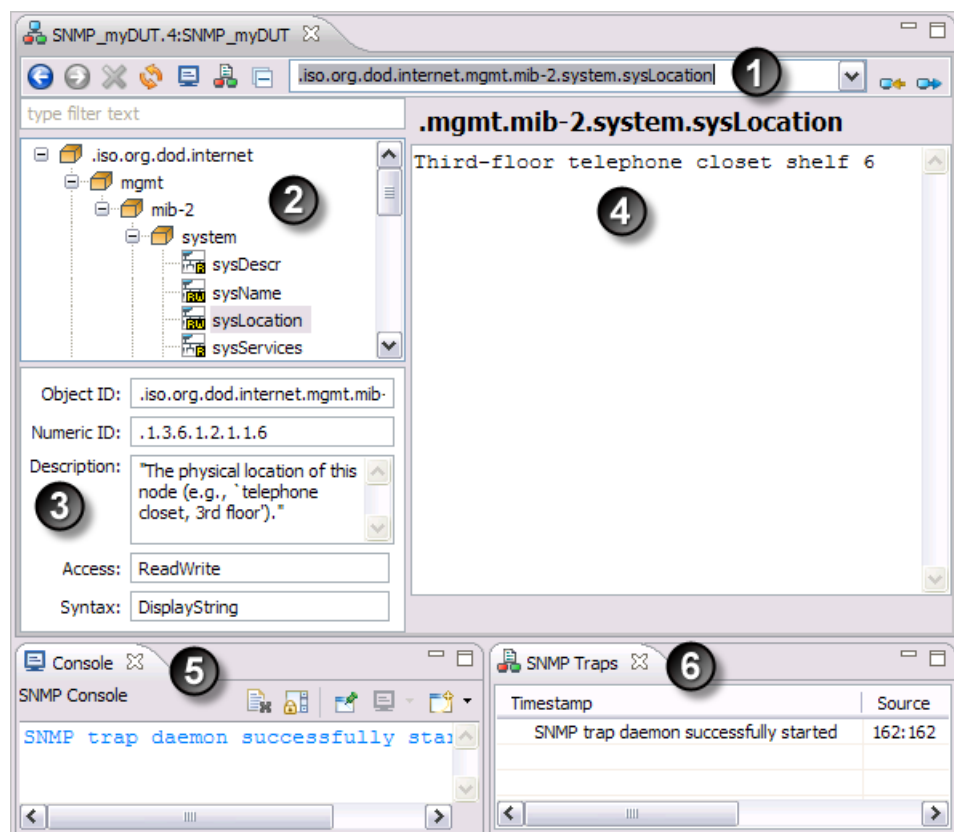 SNMP_myDUT.4:SNMP_myDUT
.iso.org.dod.internet.mgmt.mib-2.system.sysLocation
1
type filter text
.iso.org.dod.internet
mgmt
2
mib-2
system
sysDescr
sysName
sysLocation
sysServices
.mgmt.mib-2.system.sysLocation
Third-floor telephone closet shelf 6
4
Object ID: .iso.org.dod.internet.mgmt.mib-
Numeric ID: .1.3.6.1.2.1.1.6
Description: "The physical location of this
node (e.g., `telephone
closet, 3rd floor')."
3
Access: ReadWrite
Syntax: DisplayString
Console
5
SNMP Console
SNMP trap daemon successfully star
SNMP Traps
6
Timestamp Source
SNMP trap daemon successfully started 162:162